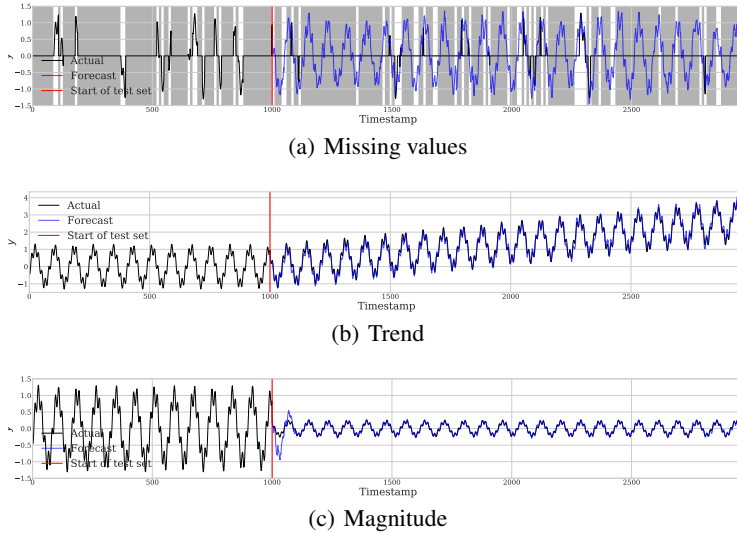 1.5
1.0
0.5
0.0
−0.5
−1.0
−1.5
y
Actual
Forecast
Start of test set
0 500 1000 1500 2000 2500
Timestamp
(a) Missing values
4
3
2
1
0
−1
y
Actual
Forecast
Start of test set
0 500 1000 1500 2000 2500
Timestamp
(b) Trend
1.5
1.0
0.5
0.0
−0.5
−1.0
−1.5
y
Actual
Forecast
Start of test set
0 500 1000 1500 2000 2500
Timestamp
(c) Magnitude